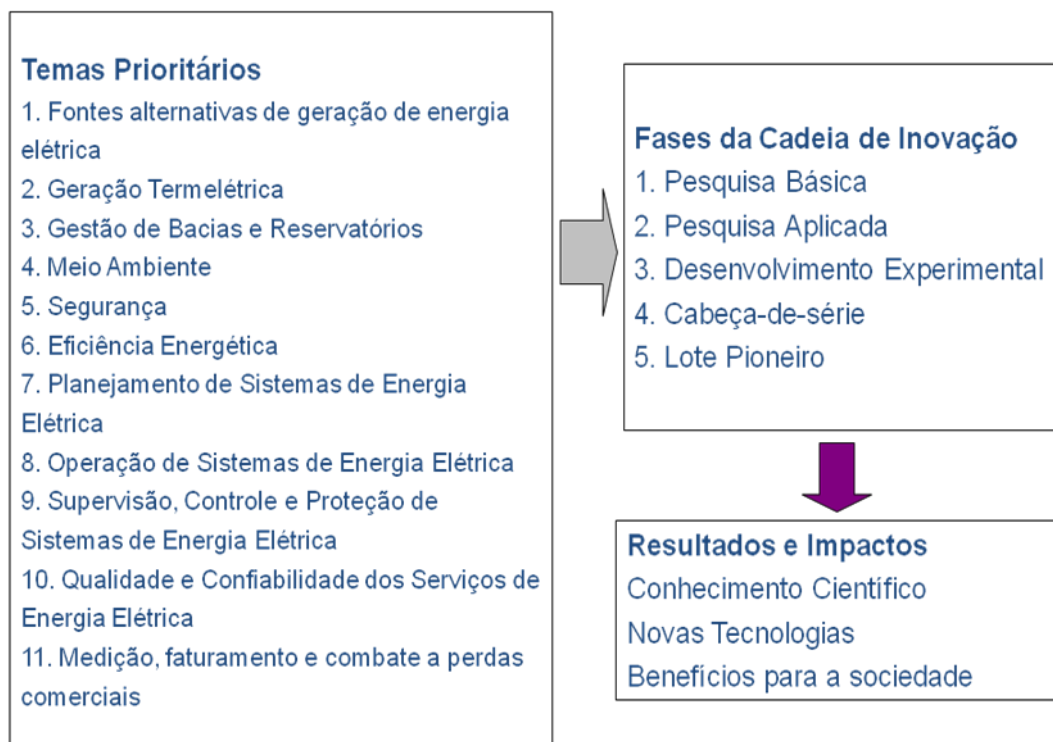 Temas Prioritários
1. Fontes alternativas de geração de energia
elétrica
2. Geração Termelétrica
3. Gestão de Bacias e Reservatórios
4. Meio Ambiente
5. Segurança
6. Eficiência Energética
7. Planejamento de Sistemas de Energia
Elétrica
8. Operação de Sistemas de Energia Elétrica
9. Supervisão, Controle e Proteção de
Sistemas de Energia Elétrica
10. Qualidade e Confiabilidade dos Serviços de
Energia Elétrica
11. Medição, faturamento e combate a perdas
comerciais
Fases da Cadeia de Inovação
1. Pesquisa Básica
2. Pesquisa Aplicada
3. Desenvolvimento Experimental
4. Cabeça-de-série
5. Lote Pioneiro
Resultados e Impactos
Conhecimento Científico
Novas Tecnologias
Benefícios para a sociedade